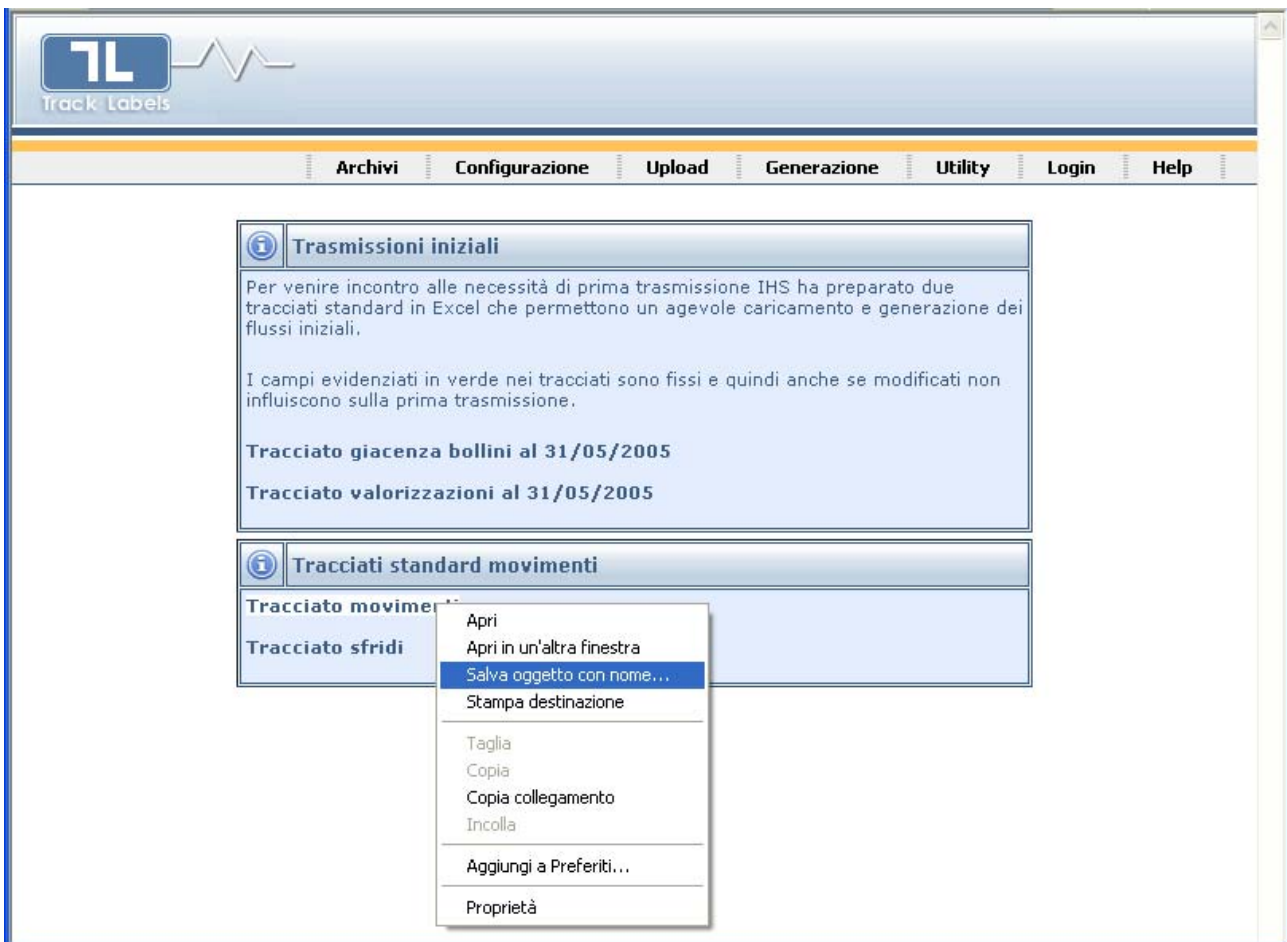 TL
Track Labels
Archivi Configurazione Upload Generazione Utility Login Help
Trasmissioni iniziali
Per venire incontro alle necessità di prima trasmissione IHS ha preparato due
tracciati standard in Excel che permettono un agevole caricamento e generazione dei
flussi iniziali.
I campi evidenziati in verde nei tracciati sono fissi e quindi anche se modificati non
influiscono sulla prima trasmissione.
Tracciato giacenza bollini al 31/05/2005
Tracciato valorizzazioni al 31/05/2005
Tracciati standard movimenti
Tracciato movimenti
Tracciato sfridi
Apri
Apri in un'altra finestra
Salva oggetto con nome...
Stampa destinazione
Taglia
Copia
Copia collegamento
Incolla
Aggiungi a Preferiti...
Proprietà